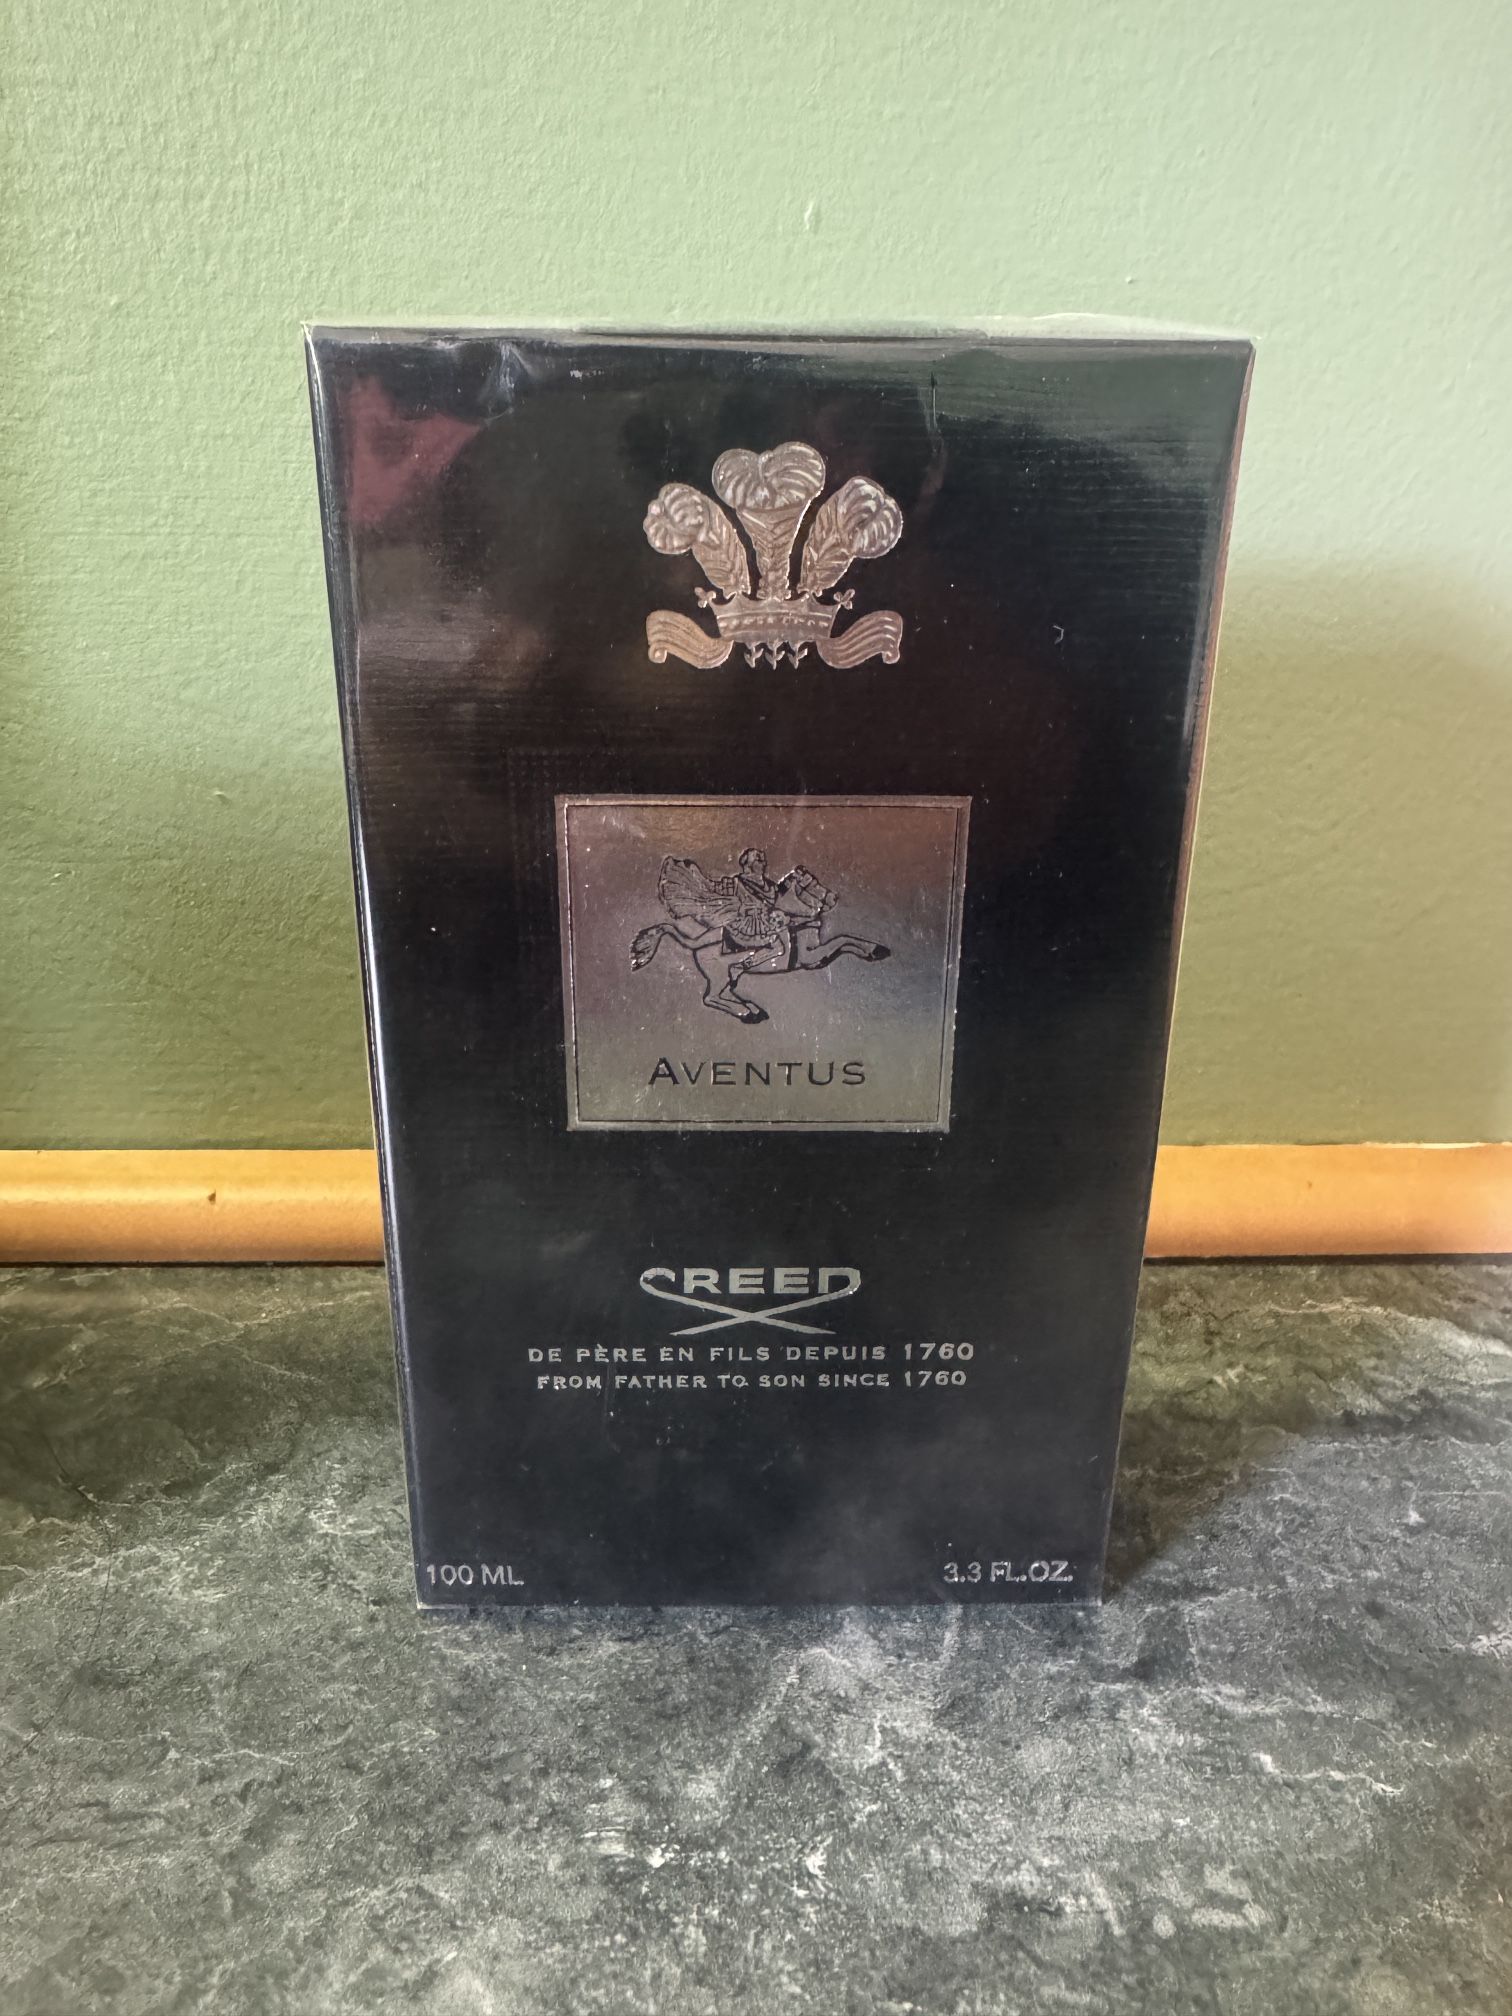 AVENTUS
CREED
DE PÈRE EN FILS DEPUIS 1760
FROM FATHER TO SON SINCE 1760
100 ML
3.3 FL.OZ.